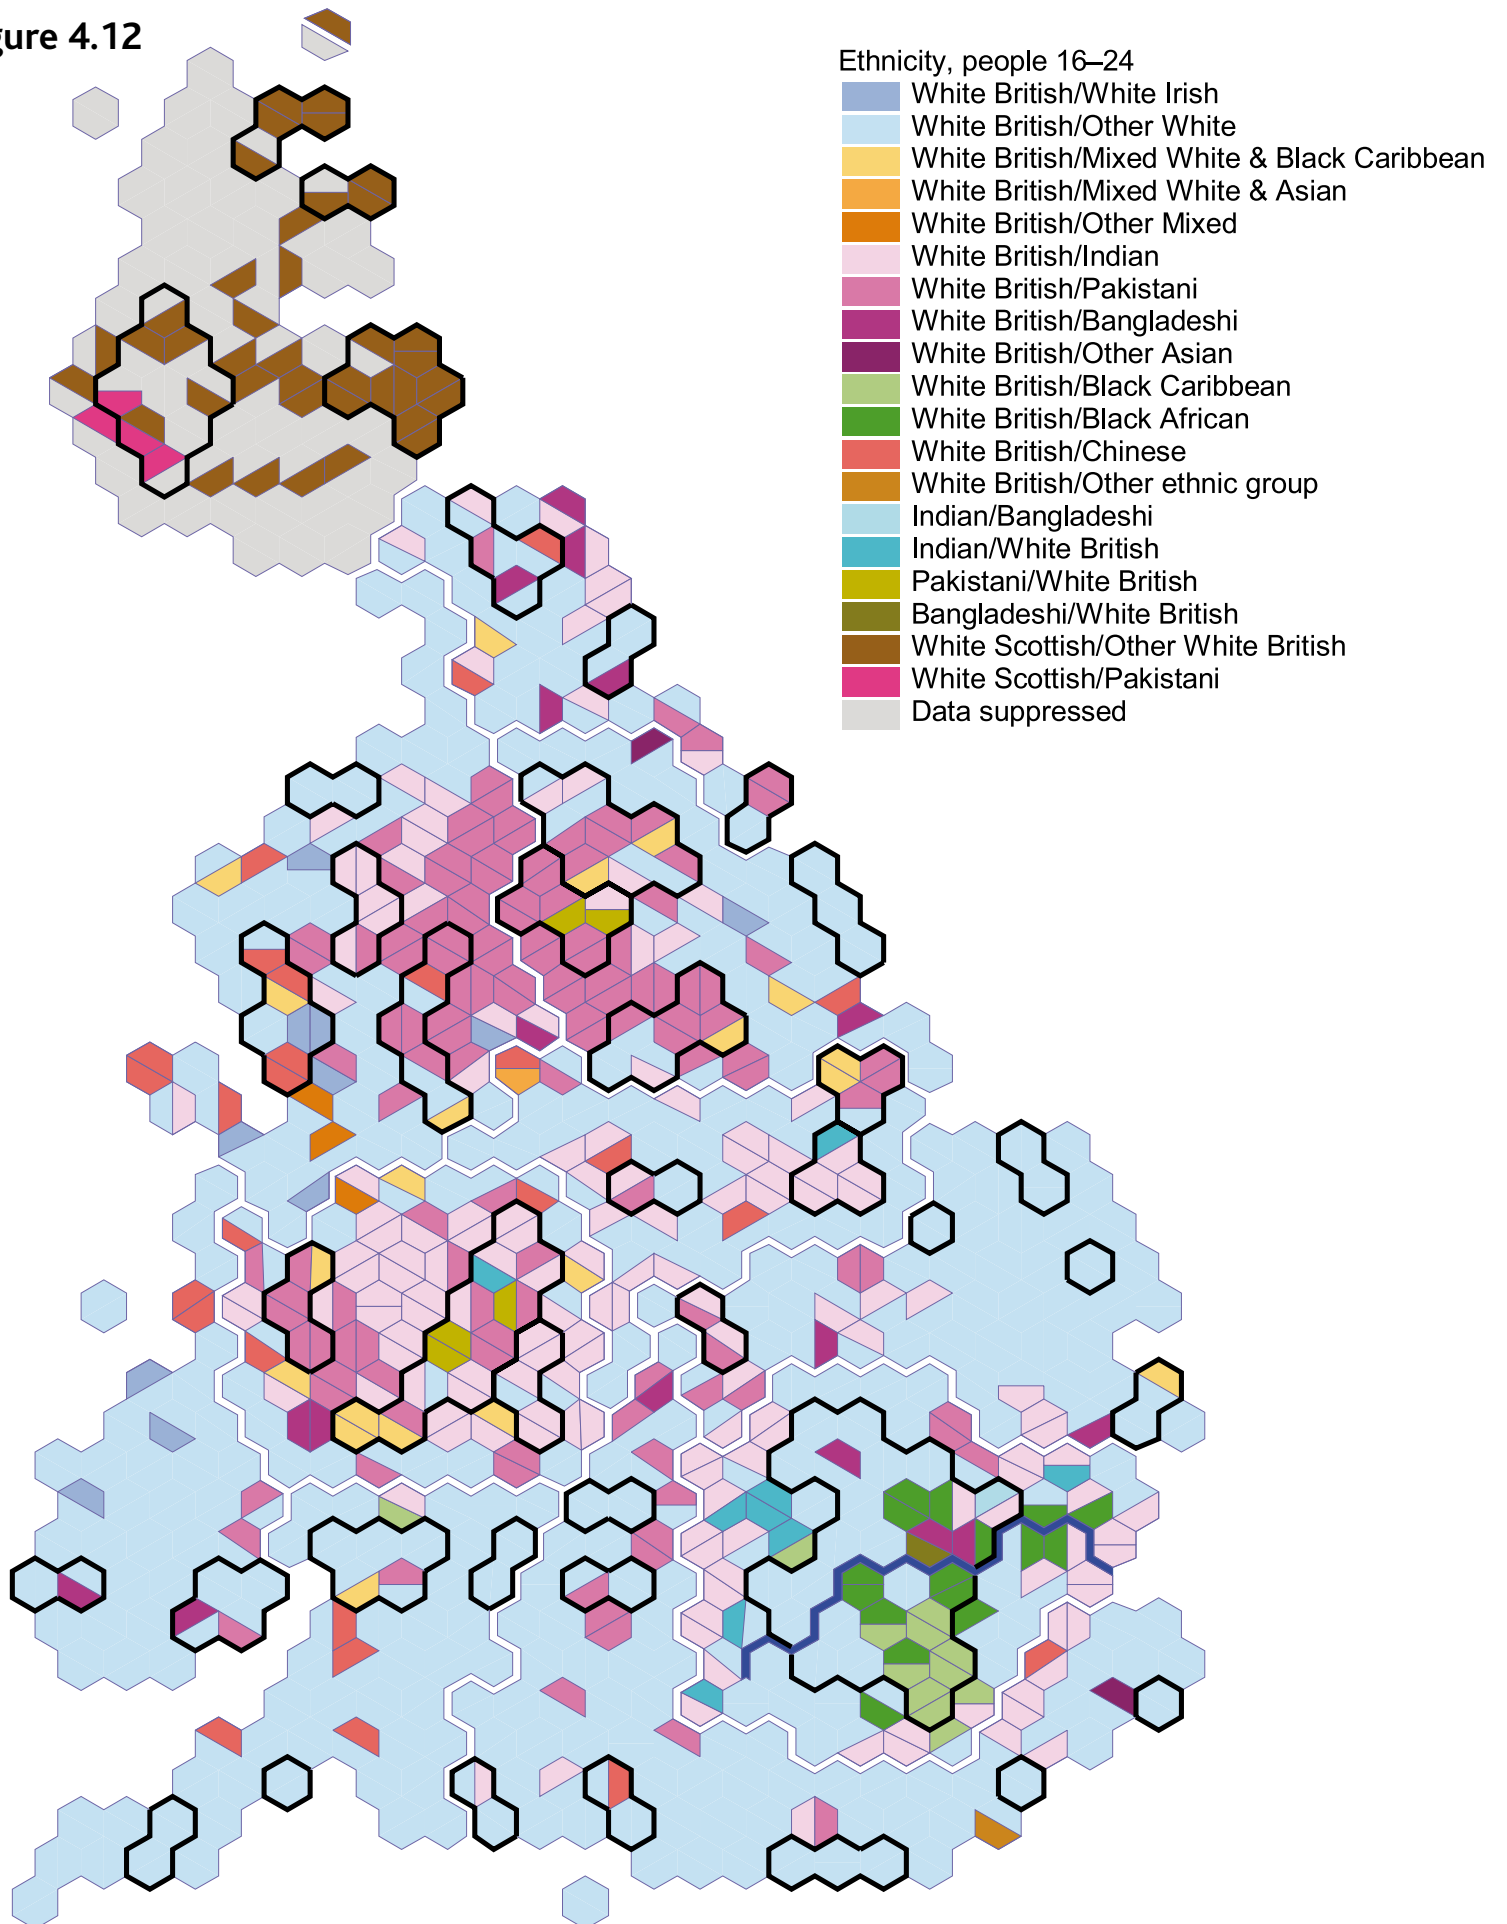 gure 4.12
Ethnicity, people 16–24
White British/White Irish
White British/Other White
White British/Mixed White & Black Caribbean
White British/Mixed White & Asian
White British/Other Mixed
White British/Indian
White British/Pakistani
White British/Bangladeshi
White British/Other Asian
White British/Black Caribbean
White British/Black African
White British/Chinese
White British/Other ethnic group
Indian/Bangladeshi
Indian/White British
Pakistani/White British
Bangladeshi/White British
White Scottish/Other White British
White Scottish/Pakistani
Data suppressed